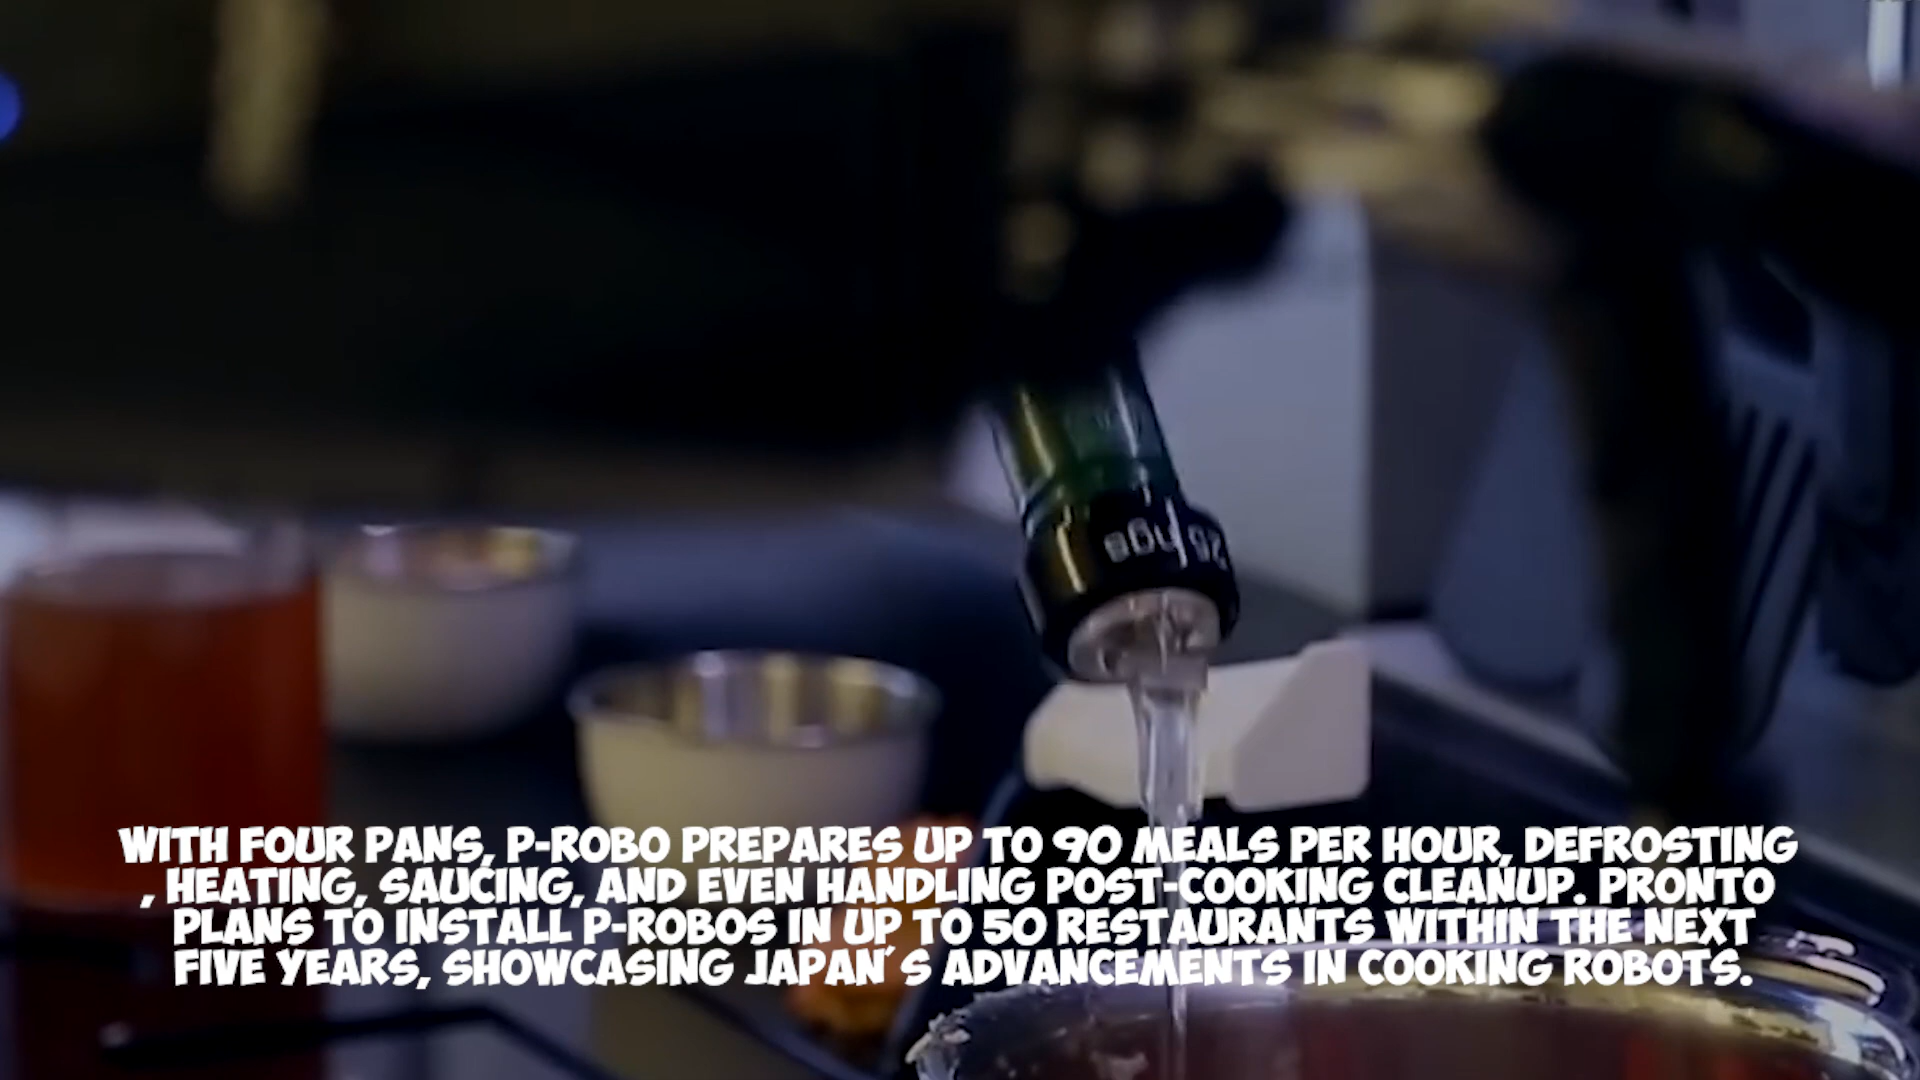 WITH FOUR PANS, P-ROBO PREPARES UP TO 90 MEALS PER HOUR, DEFROSTING
, HEATING, SAUCING, AND EVEN HANDLING POST-COOKING CLEANUP. PRONTO
PLANS TO INSTALL P-ROBOS IN UP TO 50 RESTAURANTS WITHIN THE NEXT
FIVE YEARS, SHOWCASING JAPAN'S ADVANCEMENTS IN COOKING ROBOTS.